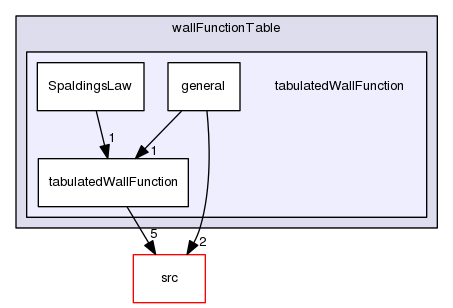 wallFunctionTable
SpaldingsLaw
general
tabulatedWallFunction
1
1
tabulatedWallFunction
5
2
src